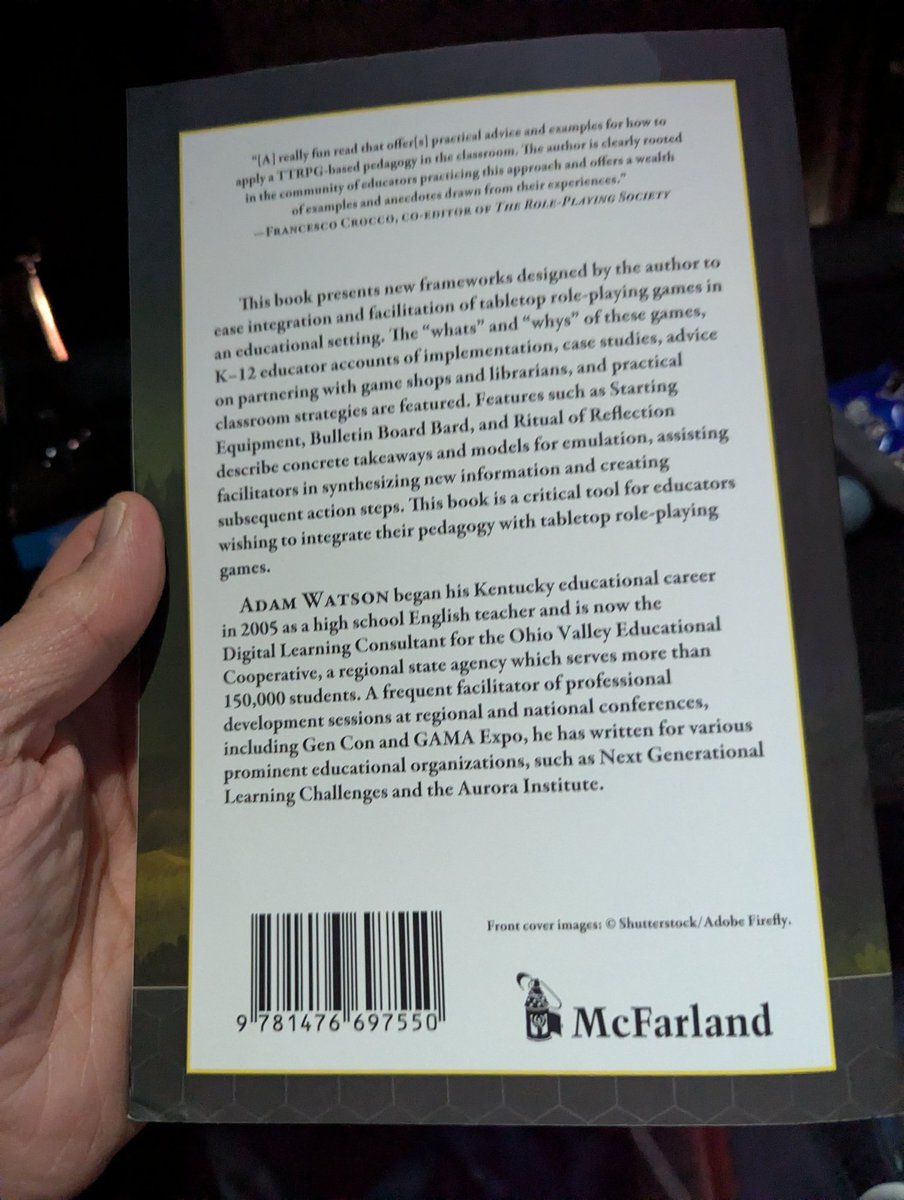 “[A] really fun read that offer[s] practical advice and examples for how to
apply a TTRPG-based pedagogy in the classroom. The author is clearly rooted
in the community of educators practicing this approach and offers a wealth
of examples and anecdotes drawn from their experiences.”
—Francesco Crocco, co-editor of The Role-Playing Society
This book presents new frameworks designed by the author to
ease integration and facilitation of tabletop role-playing games in
an educational setting. The “whats” and “whys” of these games,
K–12 educator accounts of implementation, case studies, advice
on partnering with game shops and librarians, and practical
classroom strategies are featured. Features such as Starting
Equipment, Bulletin Board Bard, and Ritual of Reflection
describe concrete takeaways and models for emulation, assisting
facilitators in synthesizing new information and creating
subsequent action steps. This book is a critical tool for educators
wishing to integrate their pedagogy with tabletop role-playing
games.
Adam Watson began his Kentucky educational career
in 2005 as a high school English teacher and is now the
Digital Learning Consultant for the Ohio Valley Educational
Cooperative, a regional state agency which serves more than
150,000 students. A frequent facilitator of professional
development sessions at regional and national conferences,
including Gen Con and GAMA Expo, he has written for various
prominent educational organizations, such as Next Generational
Learning Challenges and the Aurora Institute.
Front cover images: © Shutterstock/Adobe Firefly.
9 781476 697550
McFarland